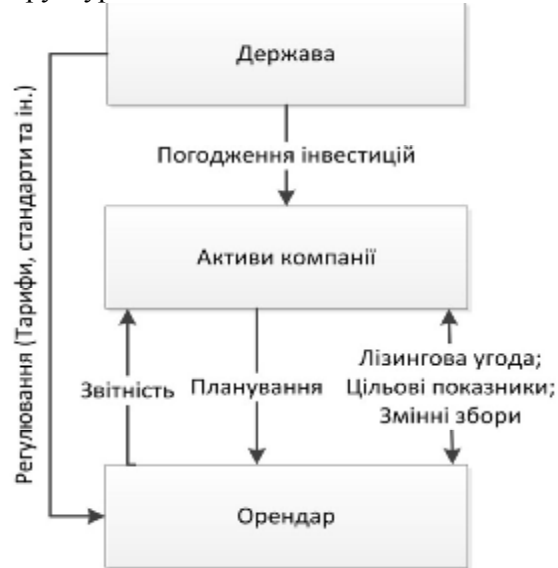 Держава
Погодження інвестицій
Регулювання (Тарифи, стандарти та ін.)
Активи компанії
Звітність
Планування
Лізингова угода;
Цільові показники;
Змінні збори
Орендар